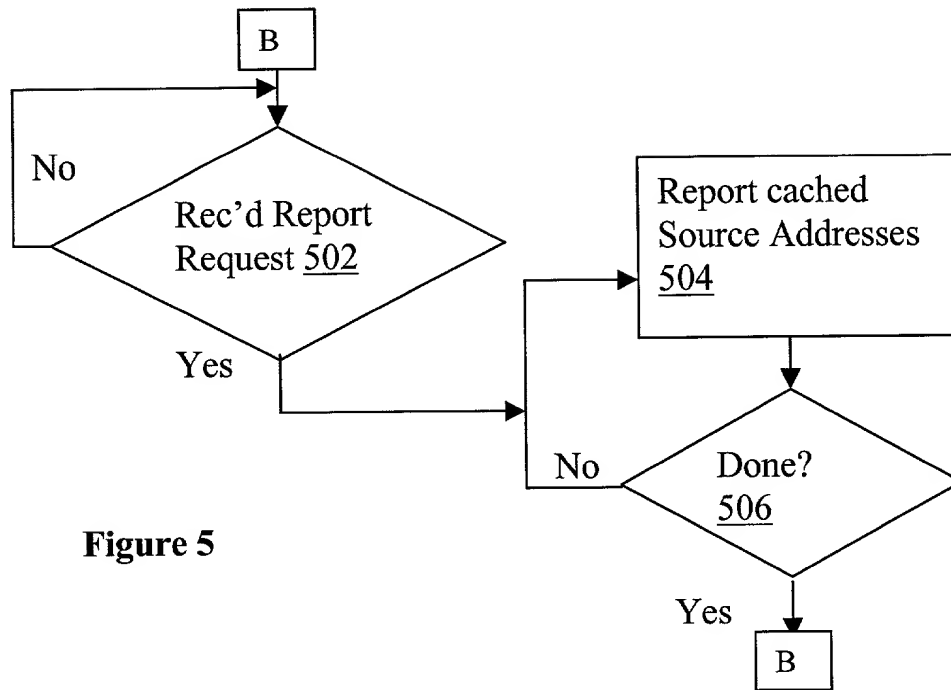 B
No
Rec'd Report
Request 502
Yes
Report cached
Source Addresses
504
No
Done?
506
Yes
B
Figure 5